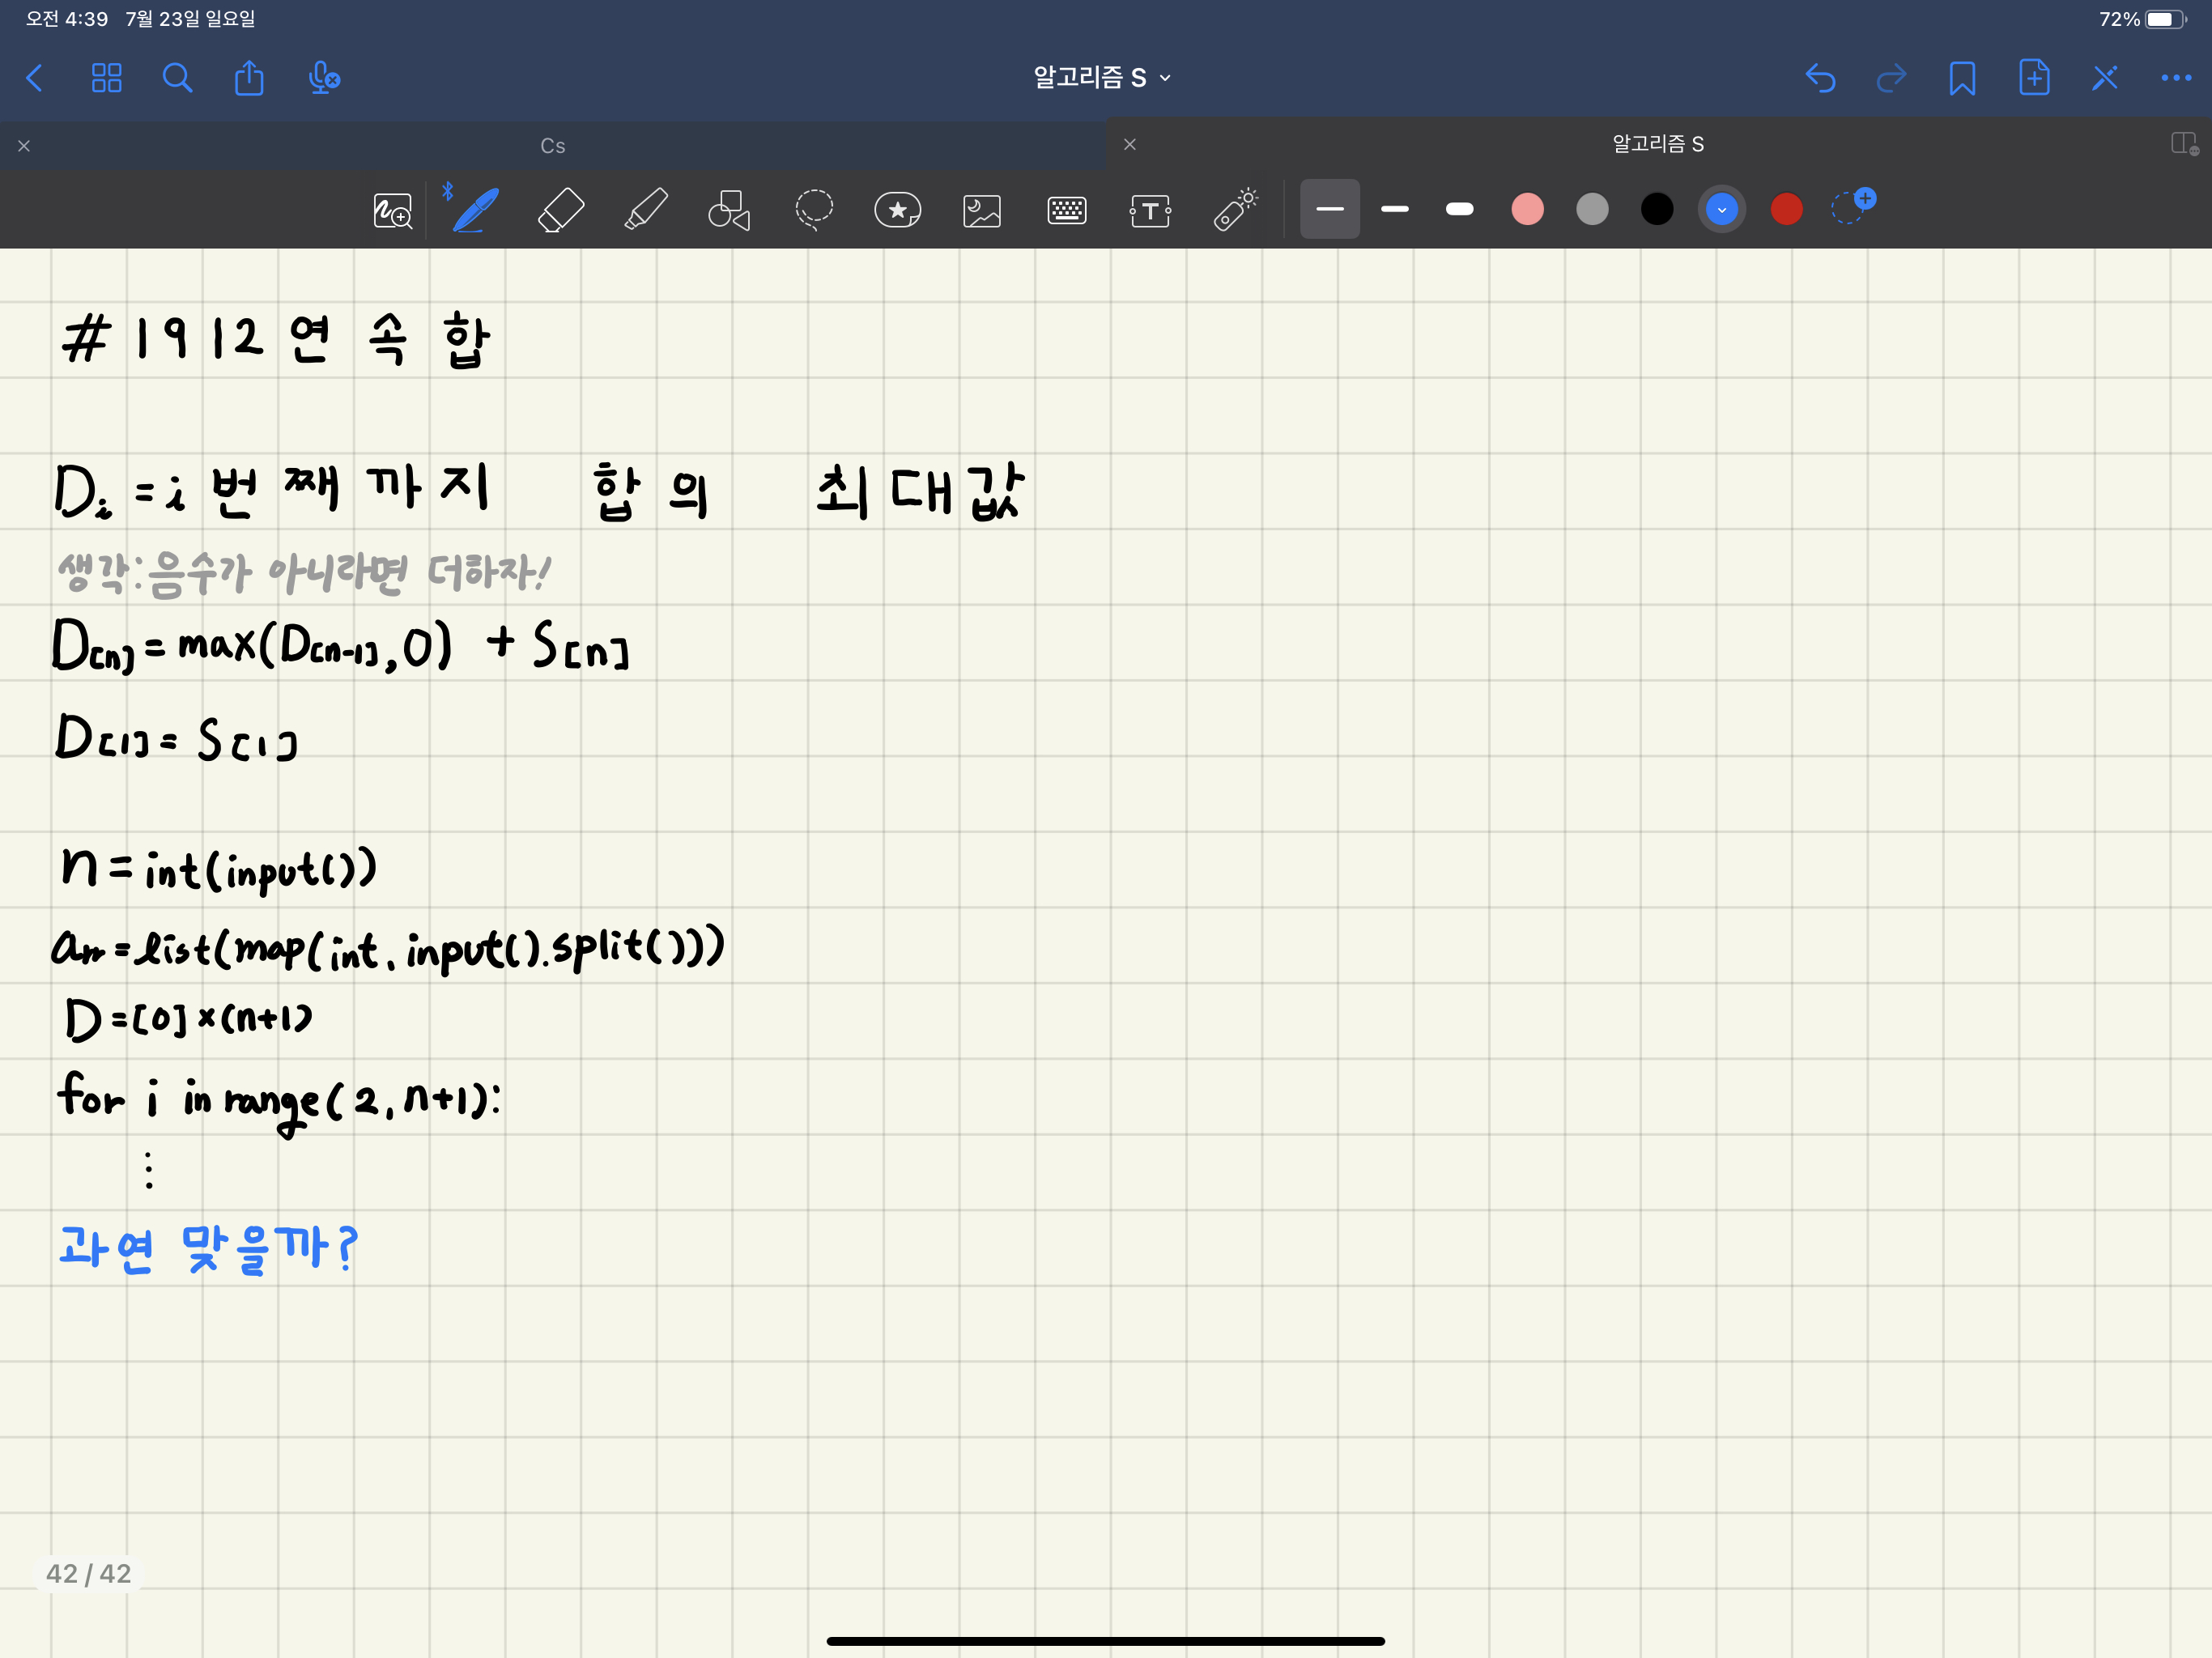 오전 4:39 7월 23일 일요일
72%
알고리즘 S
Cs
알고리즘 S
T
#1912 연속합
Di = i 번째까지 합의 최대값
생각:음수가 아니라면 더하자!
D[n] = max(D[n-1], 0) + S[n]
D[1] = S[1]
n = int(input())
arr = list(map(int, input().split()))
D = [0] × (n+1)
for i in range(2, n+1):
⋮
과연 맞을까?
42 / 42